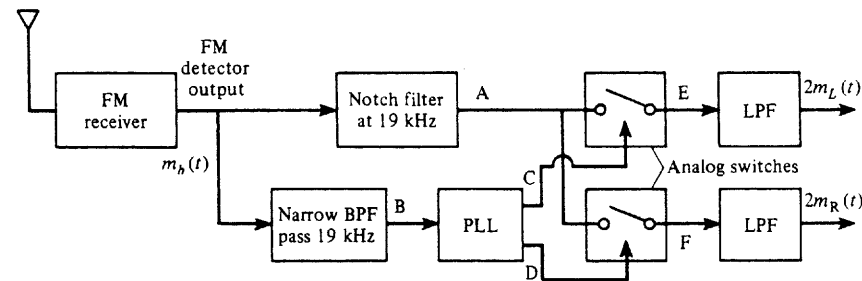 FM
detector
output
FM
receiver
m_h(t)
Notch filter
at 19 kHz
A
E
LPF
2m_L(t)
C
Analog switches
Narrow BPF
pass 19 kHz
B
PLL
D
F
LPF
2m_R(t)